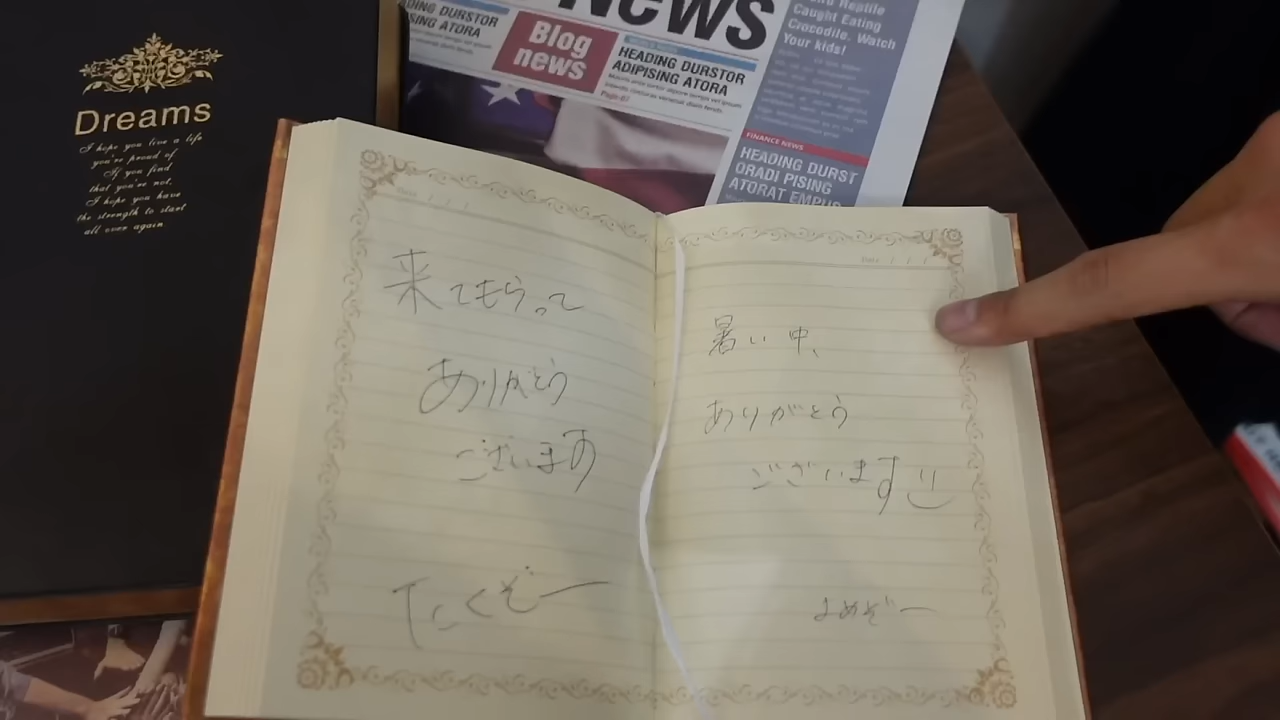 Dreams
I hope you live a life
you're proud of
If you find
that you're not,
I hope you have
the strength to start
all over again
News
ADING DURSTOR
SING ATORA
Blog
news
HEADING DURSTOR
ADIPISING ATORA
Reptile
Caught Eating
Crocodile. Watch
Your kids!
FINANCE NEWS
HEADING DURST
ORADI PISING
ATORAT EMPUS
来てもらって
ありがとう
ございます
たくぞー
Date / / /
暑い中、
ありがとう
ございます
よめぞー